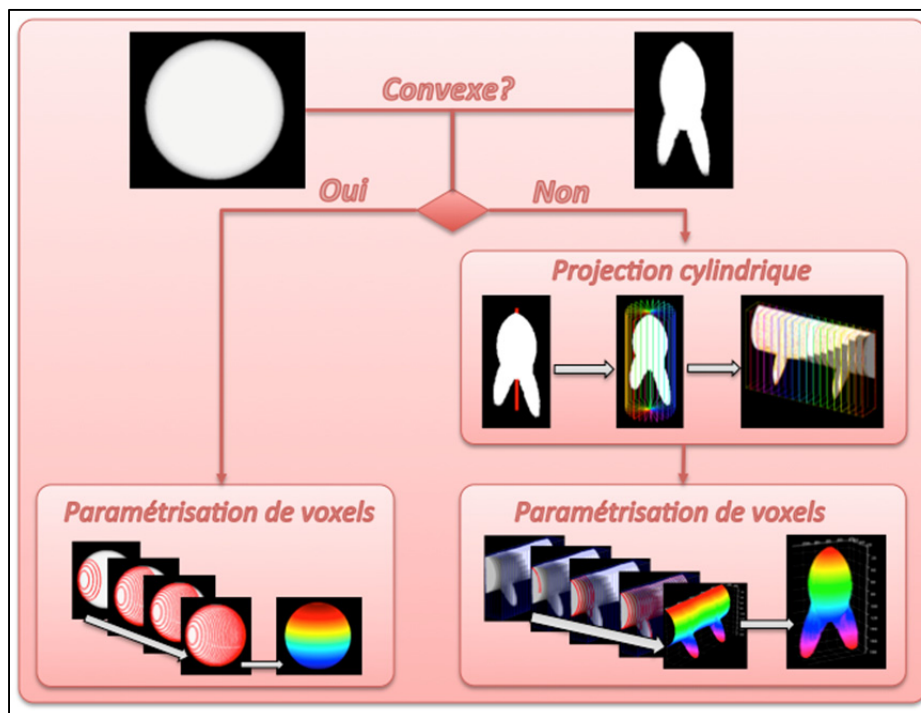 Convexe?
Oui
Non
Projection cylindrique
Paramétrisation de voxels
Paramétrisation de voxels